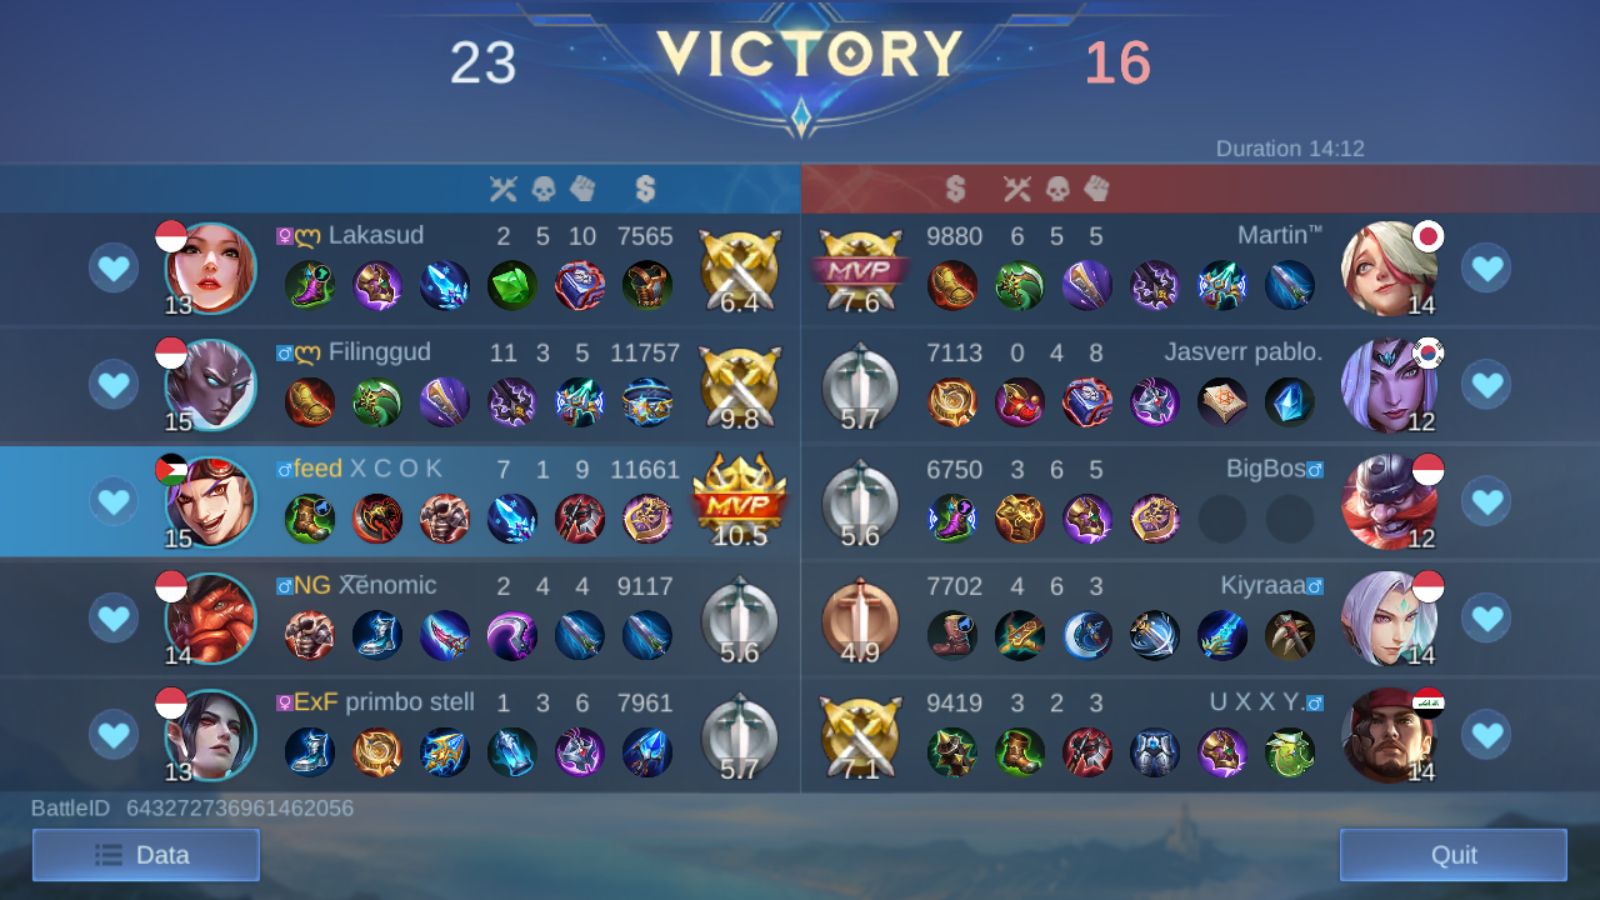 23 VICTORY 16
Duration 14:12
Lakasud 2 5 10 7565
13 6.4
MVP 7.6 9880 6 5 5 Martin™
14
Filinggud 11 3 5 11757
15 9.8
5.7 7113 0 4 8 Jasverr pablo.
12
feed X C O K 7 1 9 11661
15 MVP 10.5
5.6 6750 3 6 5 BigBos
12
NG Xenomic 2 4 4 9117
14 5.6
4.9 7702 4 6 3 Kiyraaa
14
ExF primbo stell 1 3 6 7961
13 5.7
7.1 9419 3 2 3 U X X Y.
14
BattleID 643272736961462056
Data
Quit